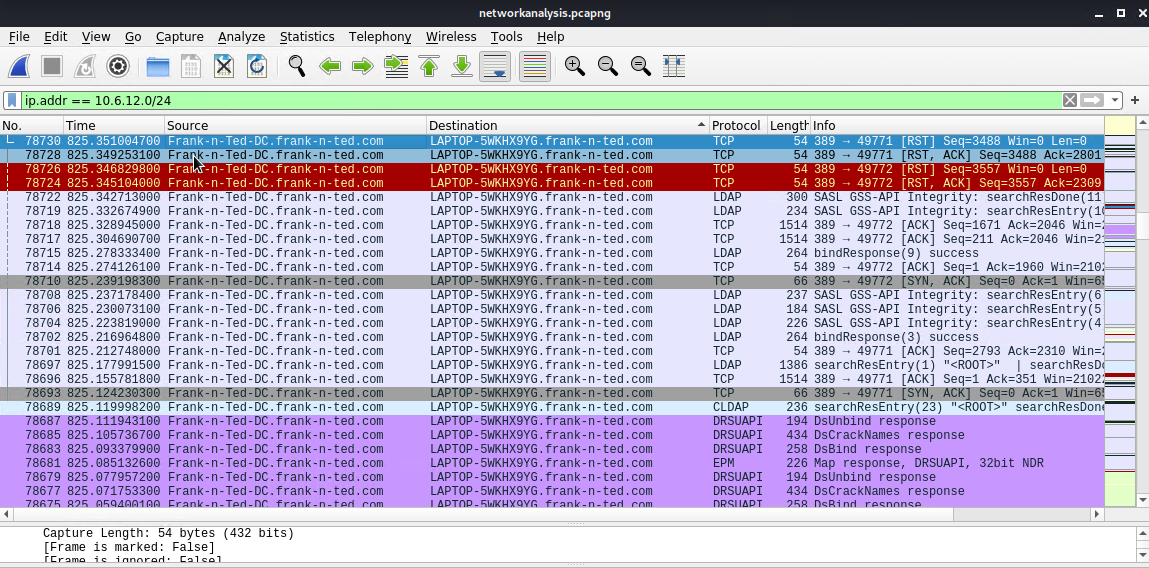 networkanalysis.pcapng
File Edit View Go Capture Analyze Statistics Telephony Wireless Tools Help
ip.addr == 10.6.12.0/24
No. Time Source Destination Protocol Length Info
78730 825.351004700 Frank-n-Ted-DC.frank-n-ted.com LAPTOP-5WKHX9YG.frank-n-ted.com TCP 54 389 → 49771 [RST] Seq=3488 Win=0 Len=0
78728 825.349253100 Frank-n-Ted-DC.frank-n-ted.com LAPTOP-5WKHX9YG.frank-n-ted.com TCP 54 389 → 49771 [RST, ACK] Seq=3488 Ack=2801
78726 825.346829800 Frank-n-Ted-DC.frank-n-ted.com LAPTOP-5WKHX9YG.frank-n-ted.com TCP 54 389 → 49772 [RST] Seq=3557 Win=0 Len=0
78724 825.345104000 Frank-n-Ted-DC.frank-n-ted.com LAPTOP-5WKHX9YG.frank-n-ted.com TCP 54 389 → 49772 [RST, ACK] Seq=3557 Ack=2309
78722 825.342713000 Frank-n-Ted-DC.frank-n-ted.com LAPTOP-5WKHX9YG.frank-n-ted.com LDAP 300 SASL GSS-API Integrity: searchResDone(11
78719 825.332674900 Frank-n-Ted-DC.frank-n-ted.com LAPTOP-5WKHX9YG.frank-n-ted.com LDAP 234 SASL GSS-API Integrity: searchResEntry(10
78718 825.328945000 Frank-n-Ted-DC.frank-n-ted.com LAPTOP-5WKHX9YG.frank-n-ted.com TCP 1514 389 → 49772 [ACK] Seq=1671 Ack=2046 Win=2
78717 825.304690700 Frank-n-Ted-DC.frank-n-ted.com LAPTOP-5WKHX9YG.frank-n-ted.com TCP 1514 389 → 49772 [ACK] Seq=211 Ack=2046 Win=21
78715 825.278333400 Frank-n-Ted-DC.frank-n-ted.com LAPTOP-5WKHX9YG.frank-n-ted.com LDAP 264 bindResponse(9) success
78714 825.274126100 Frank-n-Ted-DC.frank-n-ted.com LAPTOP-5WKHX9YG.frank-n-ted.com TCP 54 389 → 49772 [ACK] Seq=1 Ack=1960 Win=2102
78710 825.239198300 Frank-n-Ted-DC.frank-n-ted.com LAPTOP-5WKHX9YG.frank-n-ted.com TCP 66 389 → 49772 [SYN, ACK] Seq=0 Ack=1 Win=65
78708 825.237178400 Frank-n-Ted-DC.frank-n-ted.com LAPTOP-5WKHX9YG.frank-n-ted.com LDAP 237 SASL GSS-API Integrity: searchResEntry(6
78706 825.230073100 Frank-n-Ted-DC.frank-n-ted.com LAPTOP-5WKHX9YG.frank-n-ted.com LDAP 184 SASL GSS-API Integrity: searchResEntry(5
78704 825.223819000 Frank-n-Ted-DC.frank-n-ted.com LAPTOP-5WKHX9YG.frank-n-ted.com LDAP 226 SASL GSS-API Integrity: searchResEntry(4
78702 825.216964800 Frank-n-Ted-DC.frank-n-ted.com LAPTOP-5WKHX9YG.frank-n-ted.com LDAP 264 bindResponse(3) success
78701 825.212748000 Frank-n-Ted-DC.frank-n-ted.com LAPTOP-5WKHX9YG.frank-n-ted.com TCP 54 389 → 49771 [ACK] Seq=2793 Ack=2310 Win=2
78697 825.177991500 Frank-n-Ted-DC.frank-n-ted.com LAPTOP-5WKHX9YG.frank-n-ted.com LDAP 1386 searchResEntry(1) "<ROOT>" | searchResDo
78696 825.155781800 Frank-n-Ted-DC.frank-n-ted.com LAPTOP-5WKHX9YG.frank-n-ted.com TCP 1514 389 → 49771 [ACK] Seq=1 Ack=351 Win=21022
78693 825.124230300 Frank-n-Ted-DC.frank-n-ted.com LAPTOP-5WKHX9YG.frank-n-ted.com TCP 66 389 → 49771 [SYN, ACK] Seq=0 Ack=1 Win=65
78689 825.119998200 Frank-n-Ted-DC.frank-n-ted.com LAPTOP-5WKHX9YG.frank-n-ted.com CLDAP 236 searchResEntry(23) "<ROOT>" searchResDone
78687 825.111943100 Frank-n-Ted-DC.frank-n-ted.com LAPTOP-5WKHX9YG.frank-n-ted.com DRSUAPI 194 DsUnbind response
78685 825.105736700 Frank-n-Ted-DC.frank-n-ted.com LAPTOP-5WKHX9YG.frank-n-ted.com DRSUAPI 434 DsCrackNames response
78683 825.093379900 Frank-n-Ted-DC.frank-n-ted.com LAPTOP-5WKHX9YG.frank-n-ted.com DRSUAPI 258 DsBind response
78681 825.085132600 Frank-n-Ted-DC.frank-n-ted.com LAPTOP-5WKHX9YG.frank-n-ted.com EPM 226 Map response, DRSUAPI, 32bit NDR
78679 825.077957200 Frank-n-Ted-DC.frank-n-ted.com LAPTOP-5WKHX9YG.frank-n-ted.com DRSUAPI 194 DsUnbind response
78677 825.071753300 Frank-n-Ted-DC.frank-n-ted.com LAPTOP-5WKHX9YG.frank-n-ted.com DRSUAPI 434 DsCrackNames response
78675 825.059400100 Frank-n-Ted-DC.frank-n-ted.com LAPTOP-5WKHX9YG.frank-n-ted.com DRSUAPI 258 DsBind response
Capture Length: 54 bytes (432 bits)
[Frame is marked: False]
[Frame is ignored: False]